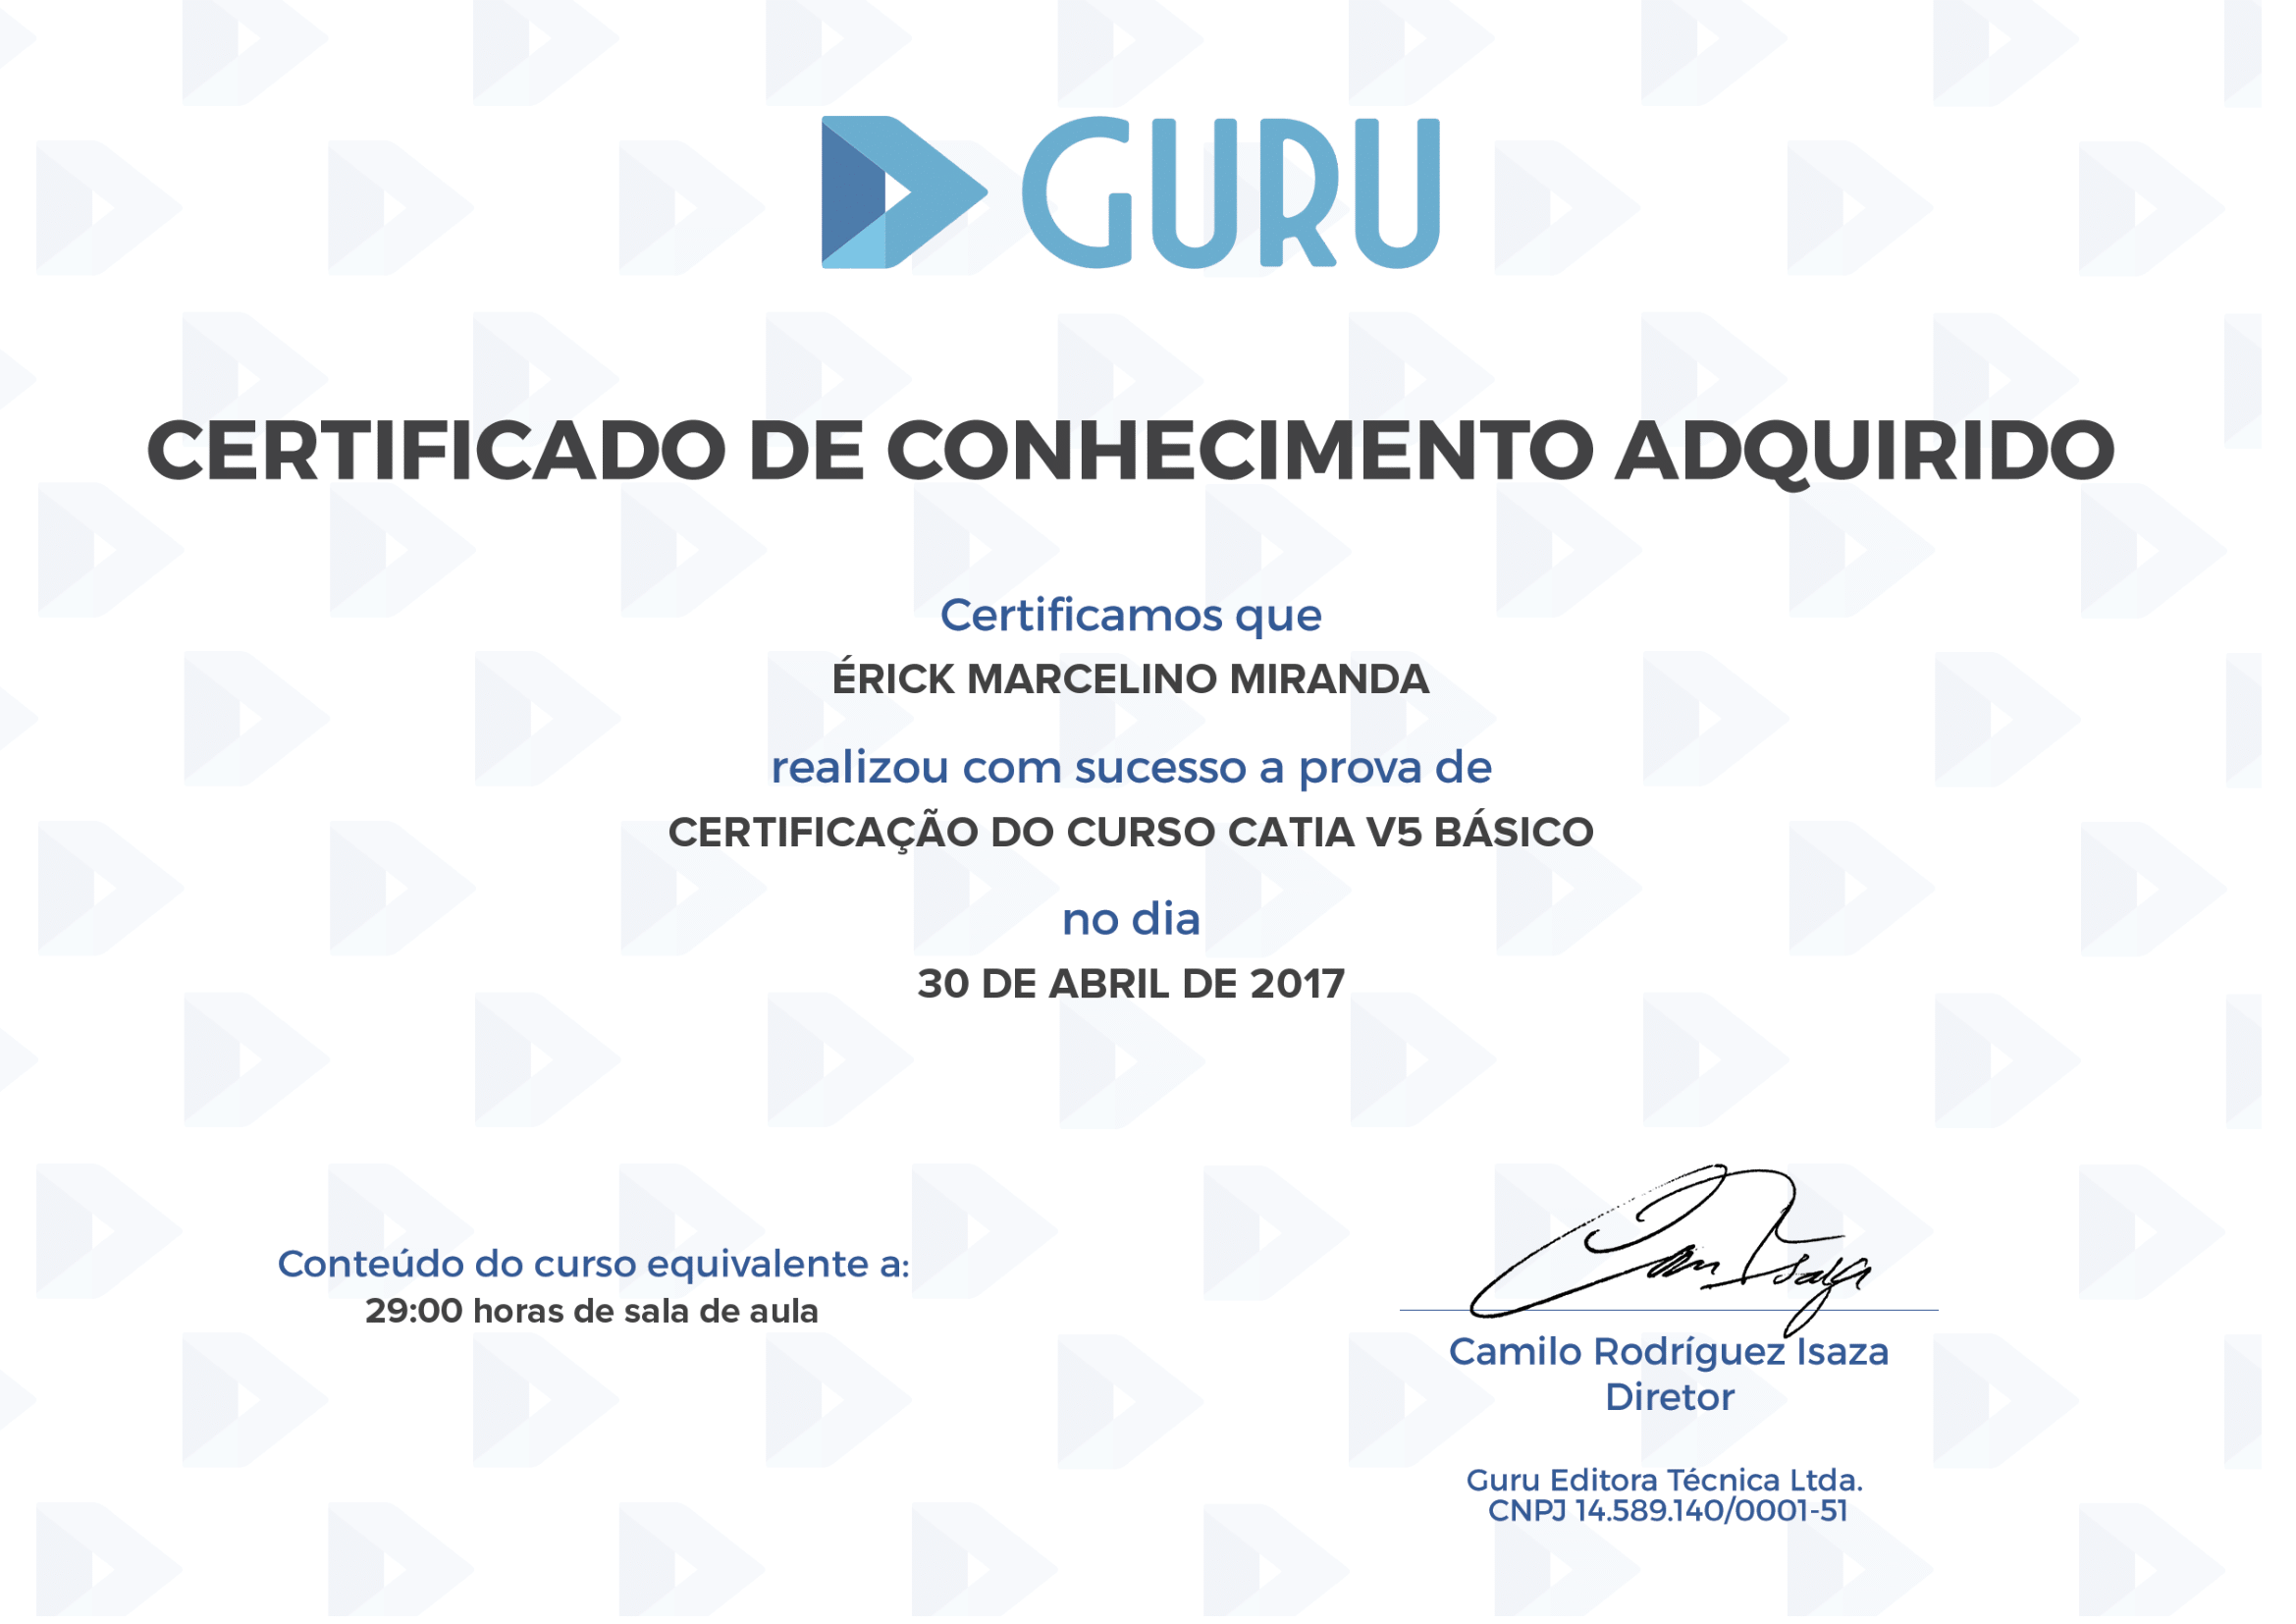 GURU
CERTIFICADO DE CONHECIMENTO ADQUIRIDO
Certificamos que
ÉRICK MARCELINO MIRANDA
realizou com sucesso a prova de
CERTIFICAÇÃO DO CURSO CATIA V5 BÁSICO
no dia
30 DE ABRIL DE 2017
Conteúdo do curso equivalente a:
29:00 horas de sala de aula
Camilo Rodríguez Isaza
Diretor
Guru Editora Técnica Ltda.
CNPJ 14.589.140/0001-51